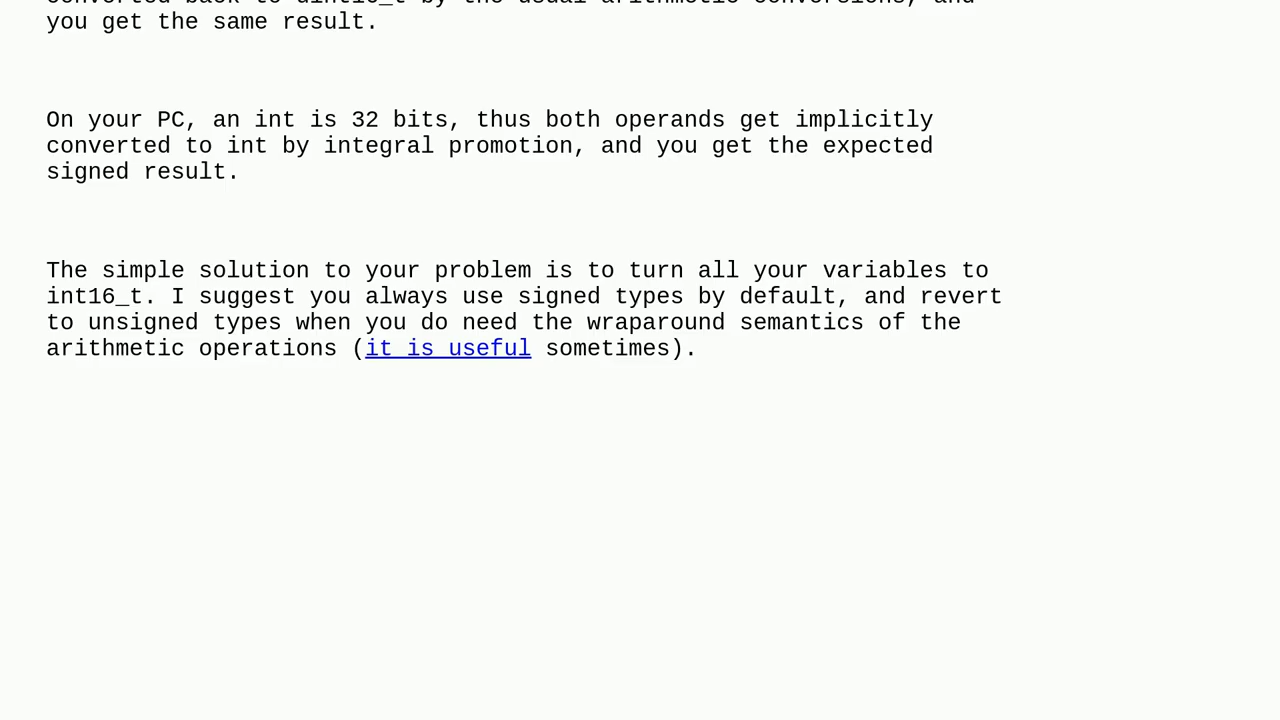 you get the same result.
On your PC, an int is 32 bits, thus both operands get implicitly
converted to int by integral promotion, and you get the expected
signed result.
The simple solution to your problem is to turn all your variables to
int16_t. I suggest you always use signed types by default, and revert
to unsigned types when you do need the wraparound semantics of the
arithmetic operations (it is useful sometimes).